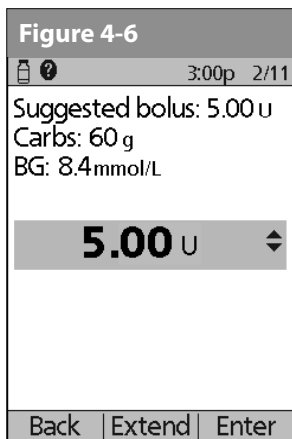 Figure 4-6
? 3:00p 2/11
Suggested bolus: 5.00 U
Carbs: 60 g
BG: 8.4 mmol/L
5.00 U
Back Extend Enter